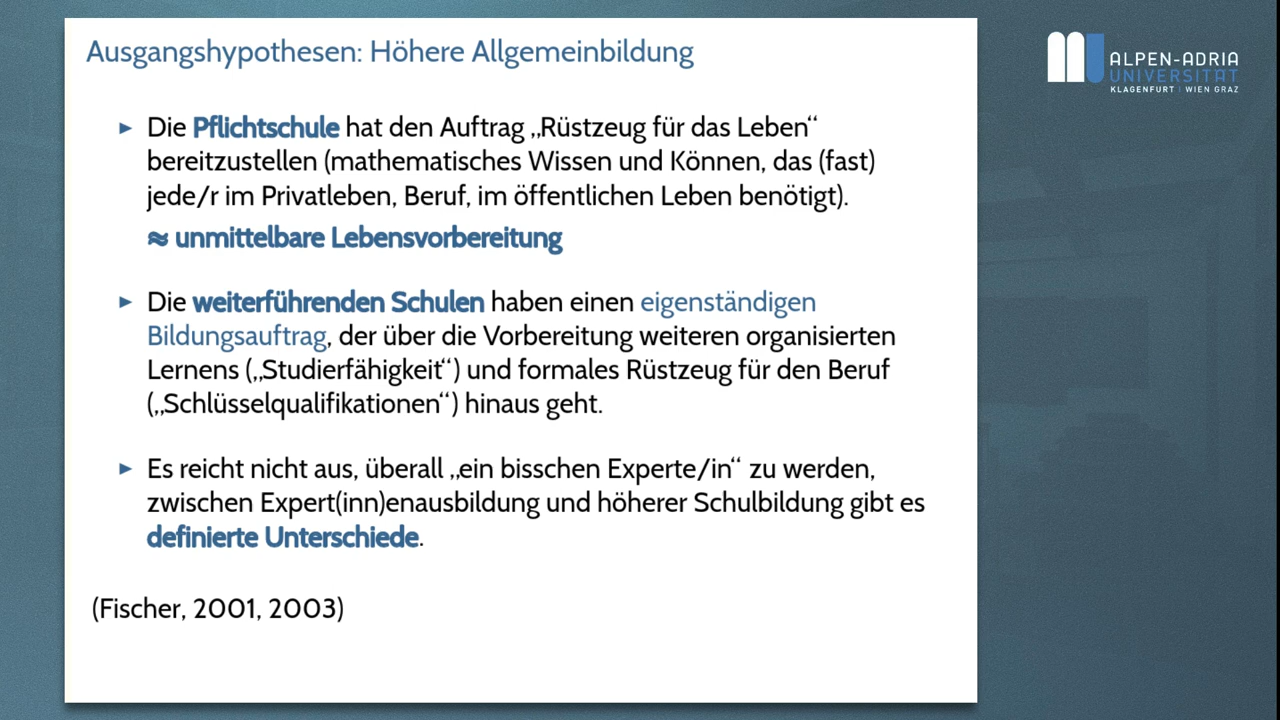 Ausgangshypothesen: Höhere Allgemeinbildung
► Die Pflichtschule hat den Auftrag „Rüstzeug für das Leben“
bereitzustellen (mathematisches Wissen und Können, das (fast)
jede/r im Privatleben, Beruf, im öffentlichen Leben benötigt).
≈ unmittelbare Lebensvorbereitung
► Die weiterführenden Schulen haben einen eigenständigen
Bildungsauftrag, der über die Vorbereitung weiteren organisierten
Lernens („Studierfähigkeit“) und formales Rüstzeug für den Beruf
(„Schlüsselqualifikationen“) hinaus geht.
► Es reicht nicht aus, überall „ein bisschen Experte/in“ zu werden,
zwischen Expert(inn)enausbildung und höherer Schulbildung gibt es
definierte Unterschiede.
(Fischer, 2001, 2003)
ALPEN-ADRIA
UNIVERSITÄT
KLAGENFURT | WIEN GRAZ